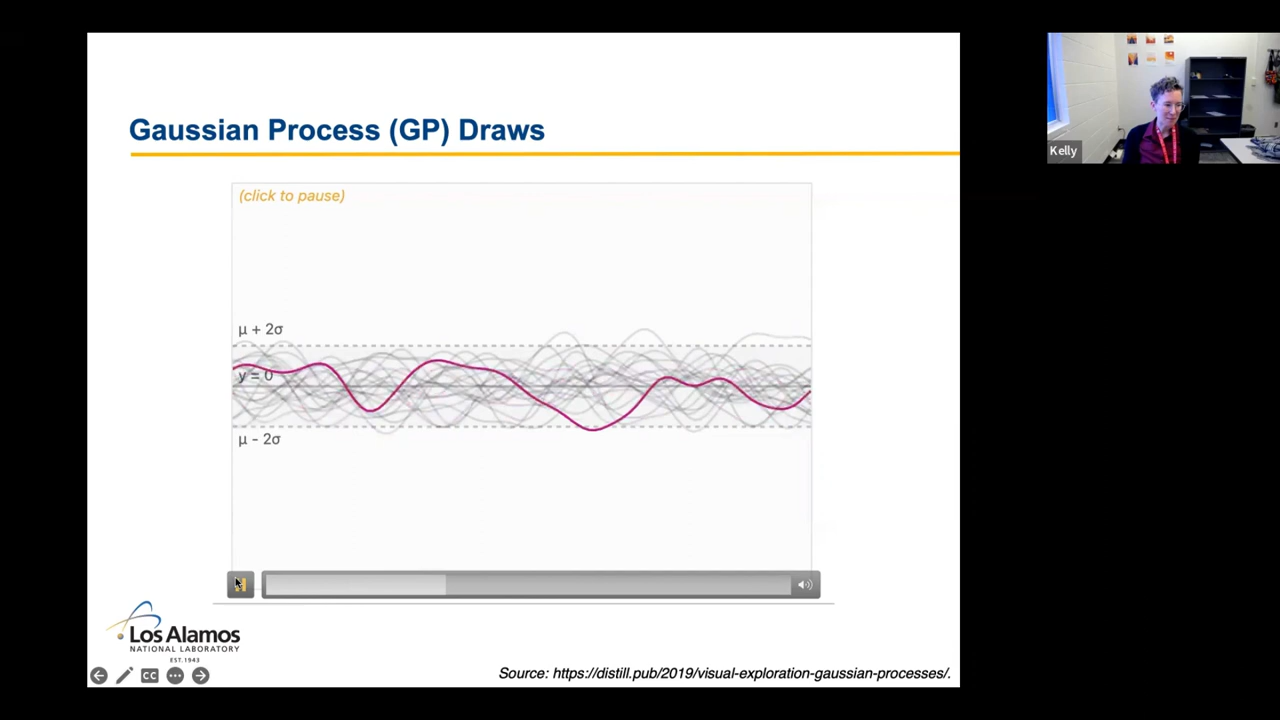 Gaussian Process (GP) Draws
(click to pause)
μ + 2σ
y = 0
μ - 2σ
Los Alamos
NATIONAL LABORATORY
EST. 1943
CC
Source: https://distill.pub/2019/visual-exploration-gaussian-processes/.
Kelly